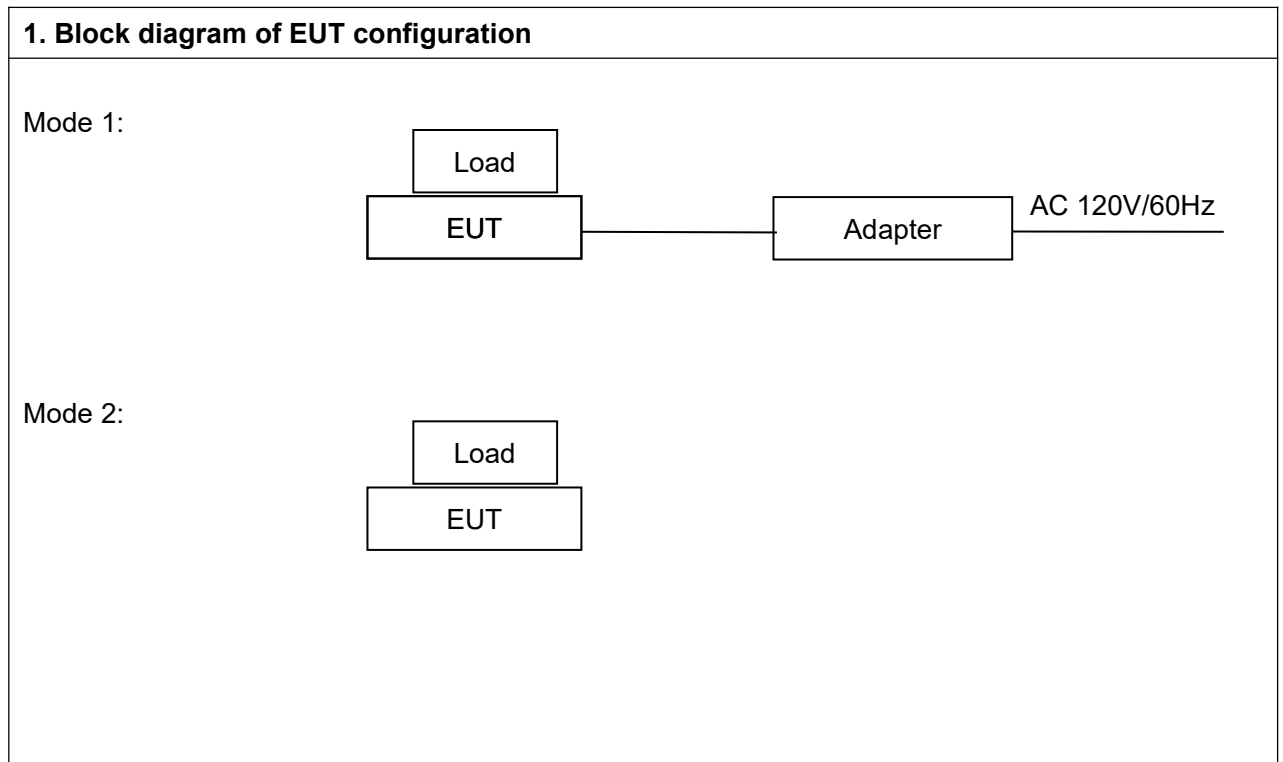 1. Block diagram of EUT configuration
Mode 1:
Load
EUT
Adapter
AC 120V/60Hz
Mode 2:
Load
EUT